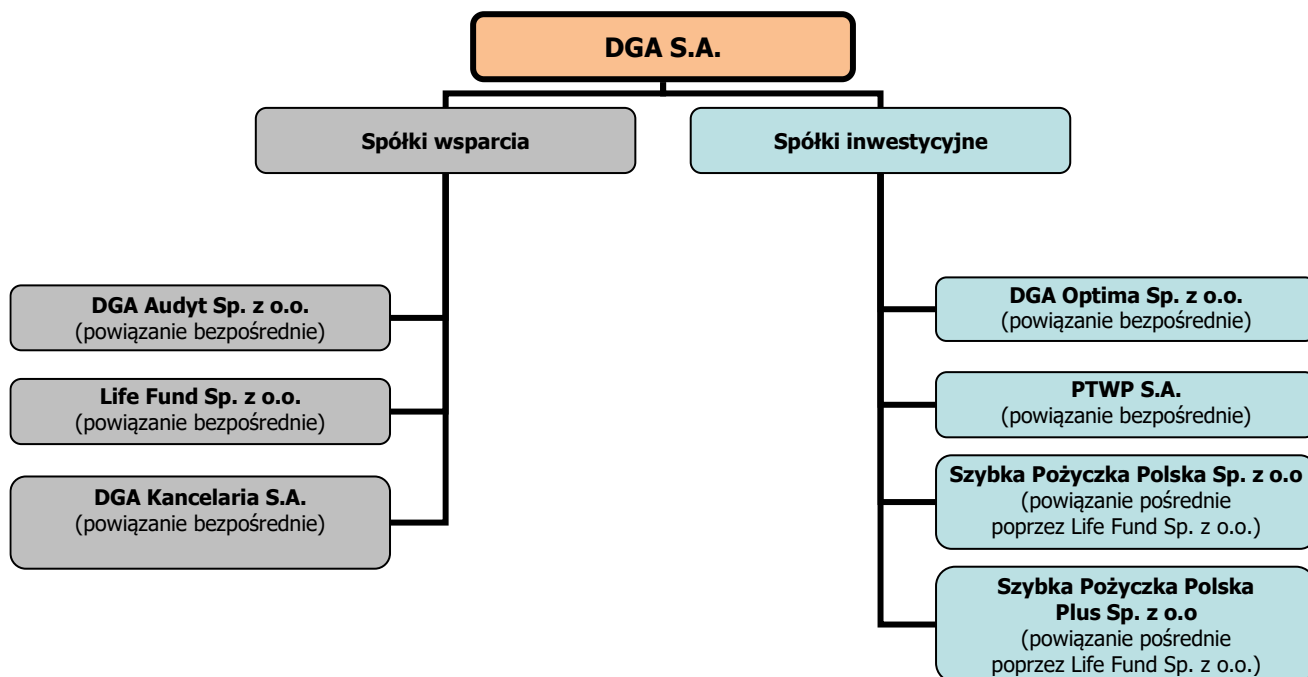 DGA S.A.
Spółki wsparcia
Spółki inwestycyjne
DGA Audyt Sp. z o.o.
(powiązanie bezpośrednie)
Life Fund Sp. z o.o.
(powiązanie bezpośrednie)
DGA Kancelaria S.A.
(powiązanie bezpośrednie)
DGA Optima Sp. z o.o.
(powiązanie bezpośrednie)
PTWP S.A.
(powiązanie bezpośrednie)
Szybka Pożyczka Polska Sp. z o.o
(powiązanie pośrednie
poprzez Life Fund Sp. z o.o.)
Szybka Pożyczka Polska
Plus Sp. z o.o
(powiązanie pośrednie
poprzez Life Fund Sp. z o.o.)